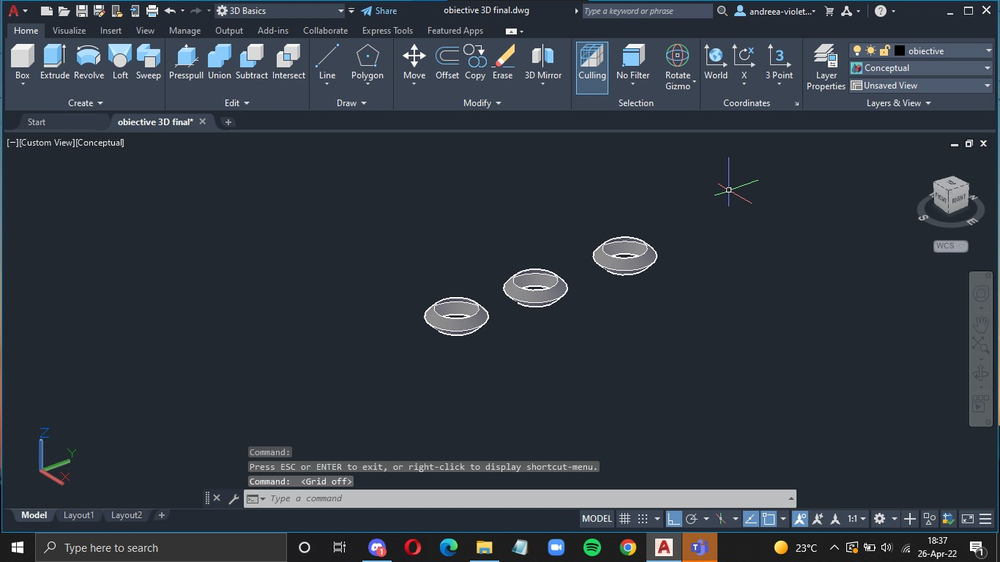 3D Basics Share obiective 3D final.dwg Type a keyword or phrase andreea-violet...
Home Visualize Insert View Manage Output Add-ins Collaborate Express Tools Featured Apps
Box Extrude Revolve Loft Sweep Presspull Union Subtract Intersect Line Polygon Move Offset Copy Erase 3D Mirror Culling No Filter Rotate Gizmo World X 3 Point Layer Properties
obiective
Conceptual
Unsaved View
Create Edit Draw Modify Selection Coordinates Layers & View
Start obiective 3D final*
[−][Custom View][Conceptual]
TOP
FRONT RIGHT
N
S E
WCS
Z
Y
X
Command:
Press ESC or ENTER to exit, or right-click to display shortcut-menu.
Command: <Grid off>
Type a command
Model Layout1 Layout2 + MODEL 1:1
Type here to search 23°C 18:37
26-Apr-22